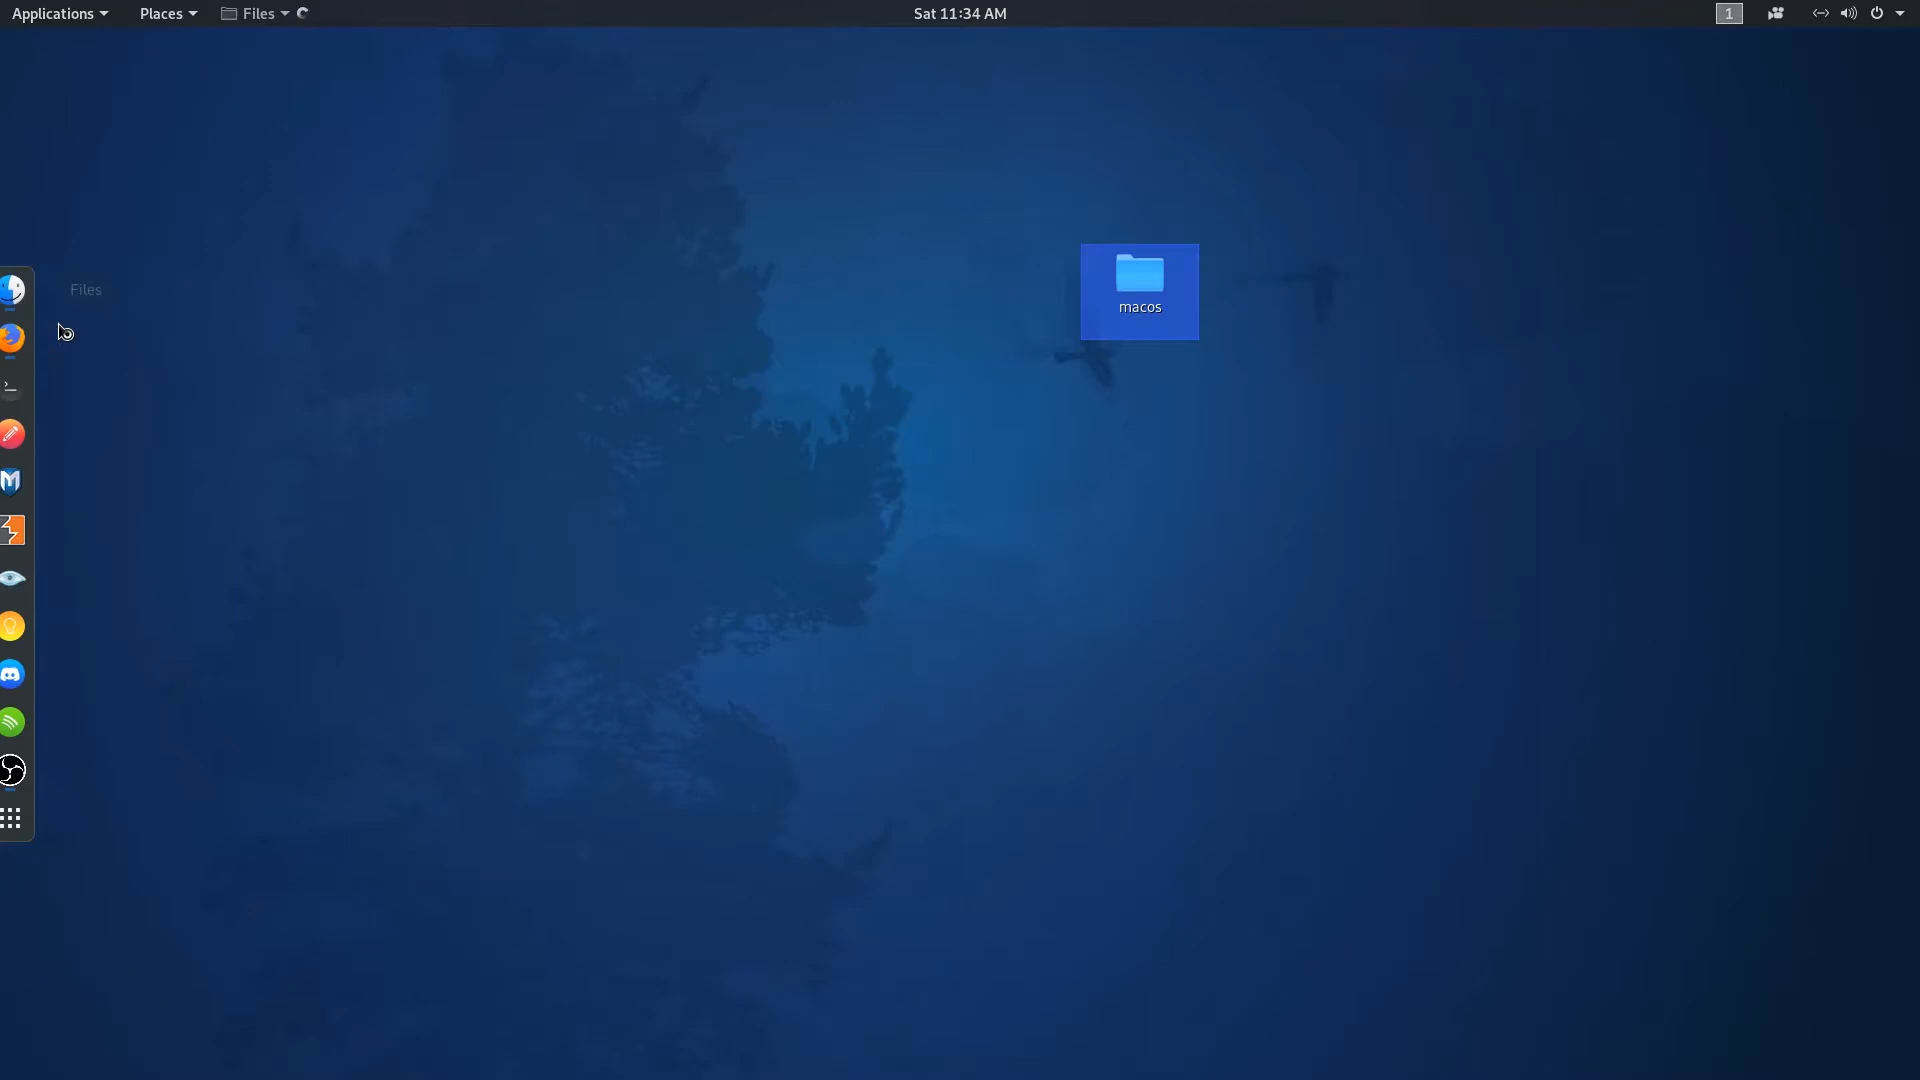 Applications
Places
Files
Sat 11:34 AM
1
Files
macos